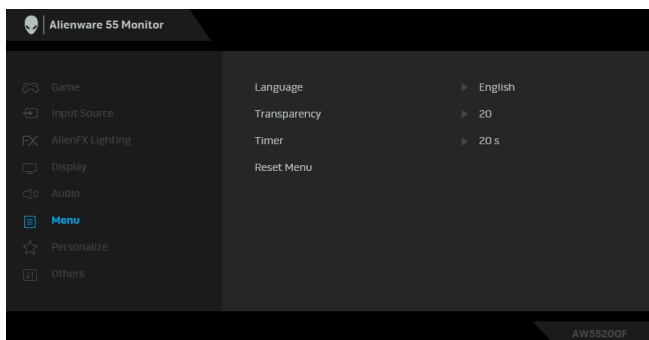 Alienware 55 Monitor
Game
Language English
Input Source
Transparency 20
FX AlienFX Lighting
Timer 20 s
Display
Reset Menu
Audio
Menu
Personalize
Others
AW5520QF